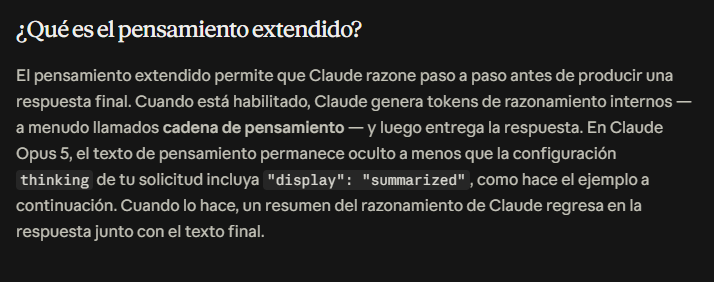 ¿Qué es el pensamiento extendido?
El pensamiento extendido permite que Claude razone paso a paso antes de producir una
respuesta final. Cuando está habilitado, Claude genera tokens de razonamiento internos —
a menudo llamados cadena de pensamiento — y luego entrega la respuesta. En Claude
Opus 5, el texto de pensamiento permanece oculto a menos que la configuración
thinking de tu solicitud incluya "display": "summarized", como hace el ejemplo a
continuación. Cuando lo hace, un resumen del razonamiento de Claude regresa en la
respuesta junto con el texto final.